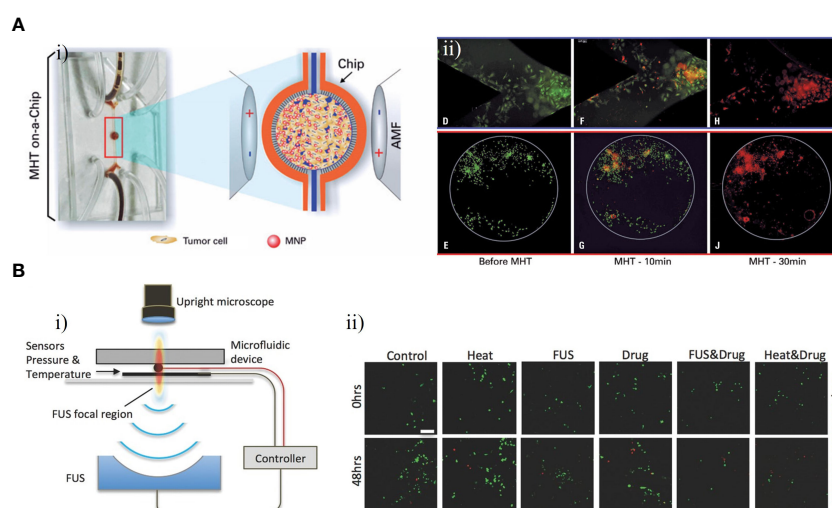 A
i)
MHT on-a-Chip
Chip
+
-
-
+
AMF
Tumor cell
MNP
ii)
D
F
H
E
G
J
Before MHT
MHT - 10min
MHT - 30min
B
i)
Upright microscope
Sensors
Pressure &
Temperature
Microfluidic
device
FUS focal region
Controller
FUS
ii)
Control
Heat
FUS
Drug
FUS&Drug
Heat&Drug
0hrs
48hrs